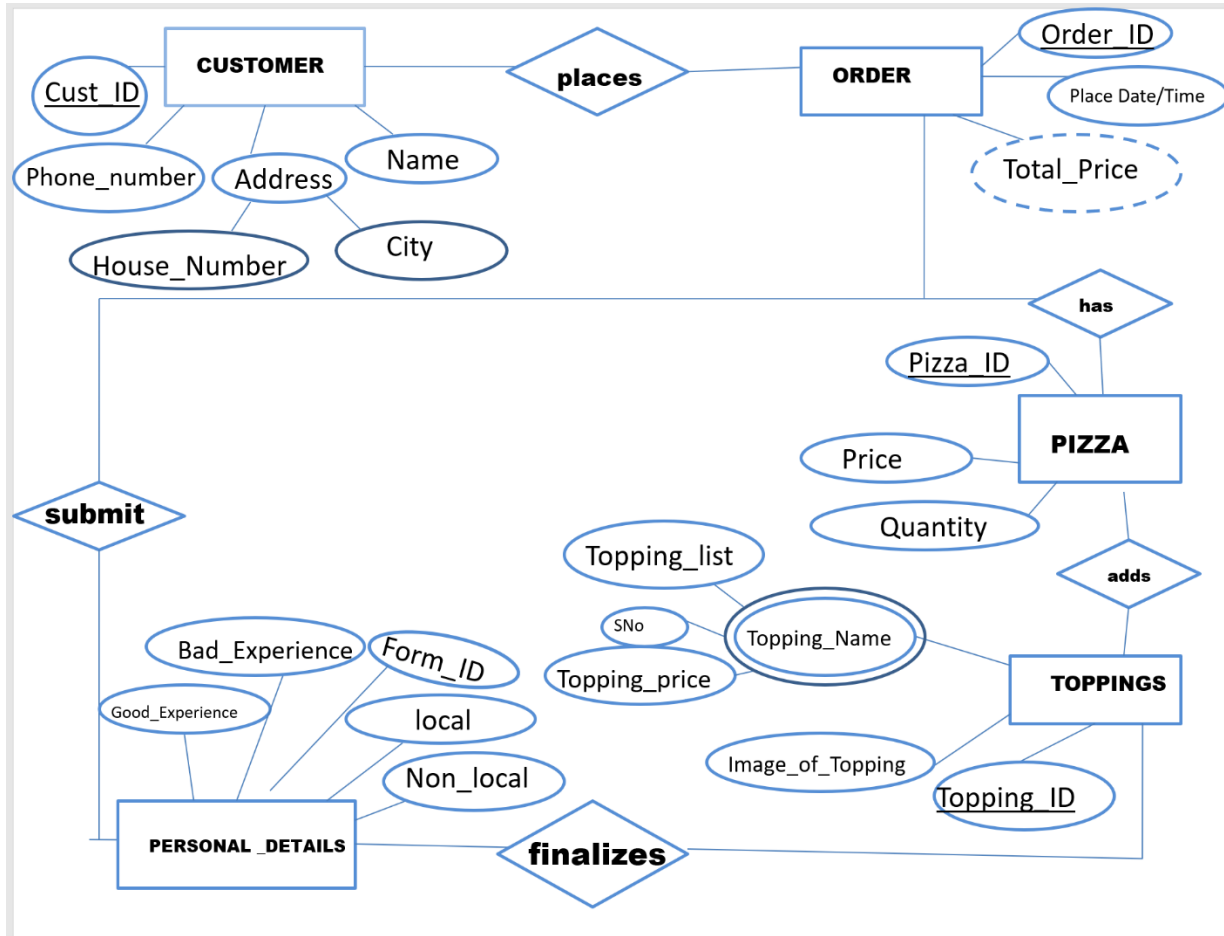 CUSTOMER
places
ORDER
Order_ID
Cust_ID
Place Date/Time
Name
Phone_number
Address
Total_Price
City
House_Number
has
Pizza_ID
PIZZA
Price
submit
Quantity
Topping_list
adds
SNo
Topping_Name
Bad_Experience
Form_ID
Topping_price
TOPPINGS
Good_Experience
local
Image_of_Topping
Non_local
Topping_ID
PERSONAL _DETAILS
finalizes